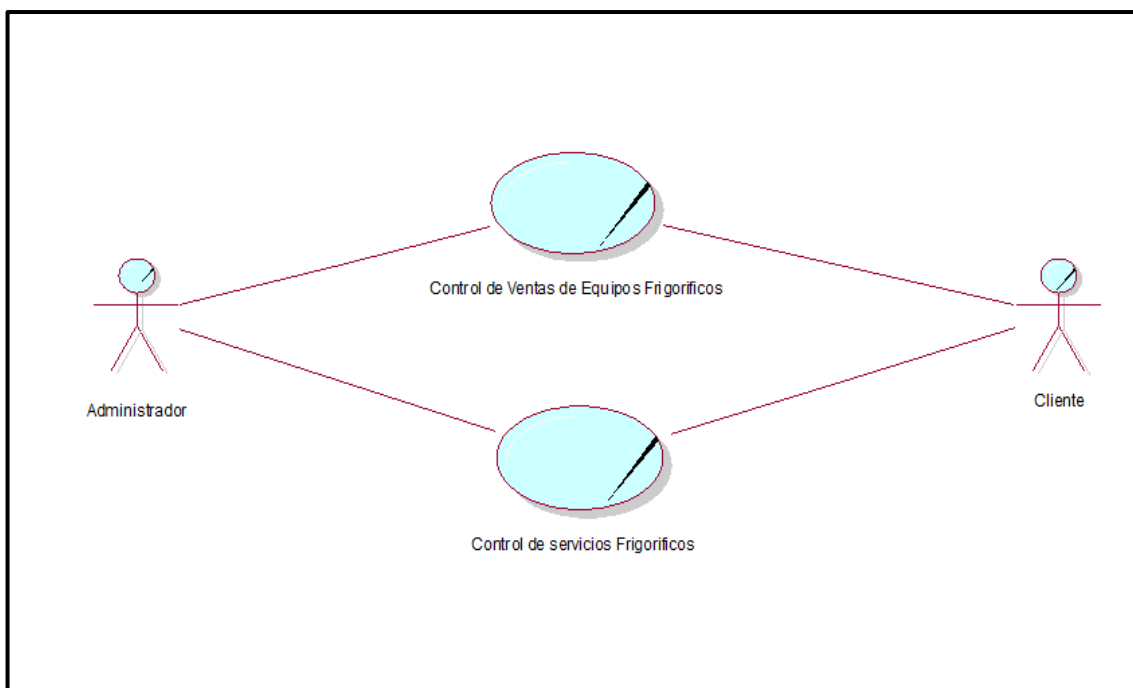 Control de Ventas de Equipos Frigorificos
Administrador
Cliente
Control de servicios Frigorificos